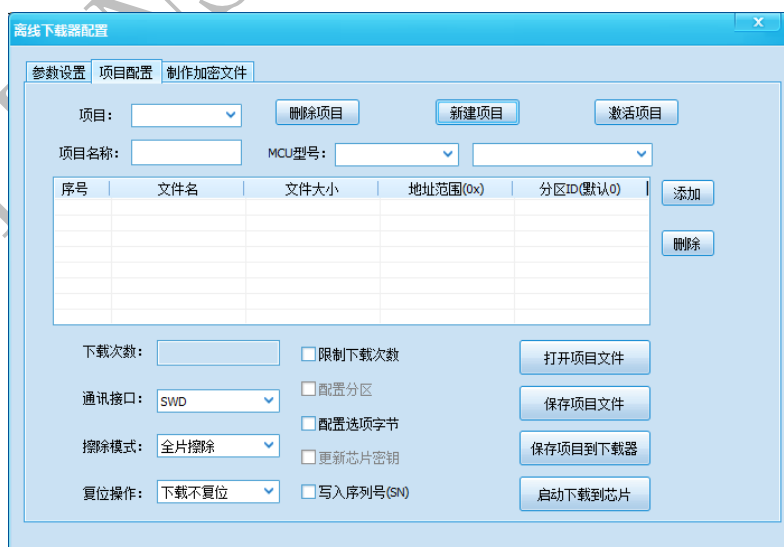 离线下载器配置
x
参数设置 项目配置 制作加密文件
项目： 删除项目 新建项目 激活项目
项目名称： MCU型号：
序号 文件名 文件大小 地址范围(0x) 分区ID(默认0) 添加
删除
下载次数： 限制下载次数 打开项目文件
配置分区
通讯接口： SWD 保存项目文件
配置选项字节
擦除模式： 全片擦除 保存项目到下载器
更新芯片密钥
复位操作： 下载不复位 写入序列号(SN) 启动下载到芯片